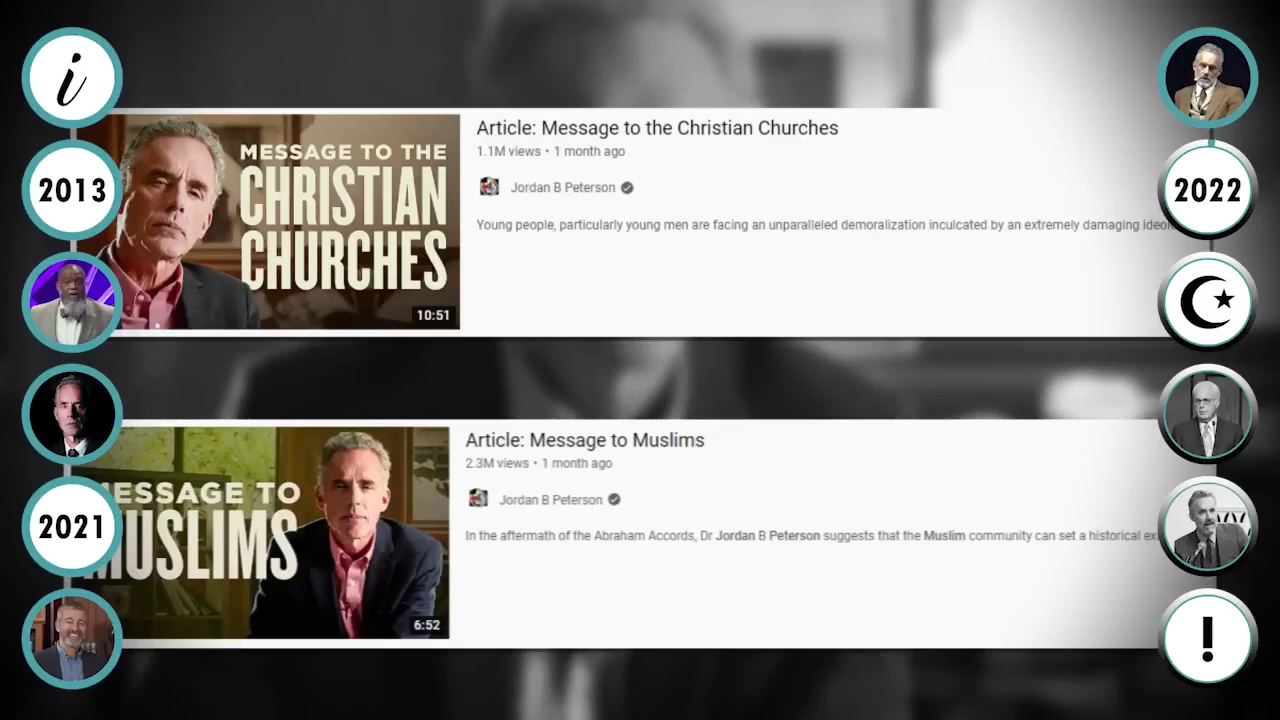 i
2013
2021
MESSAGE TO THE
CHRISTIAN
CHURCHES
10:51
Article: Message to the Christian Churches
1.1M views • 1 month ago
Jordan B Peterson
Young people, particularly young men are facing an unparalleled demoralization inculcated by an extremely damaging
MESSAGE TO
MUSLIMS
6:52
Article: Message to Muslims
2.3M views • 1 month ago
Jordan B Peterson
In the aftermath of the Abraham Accords, Dr Jordan B Peterson suggests that the Muslim community can set a historical
2022
!